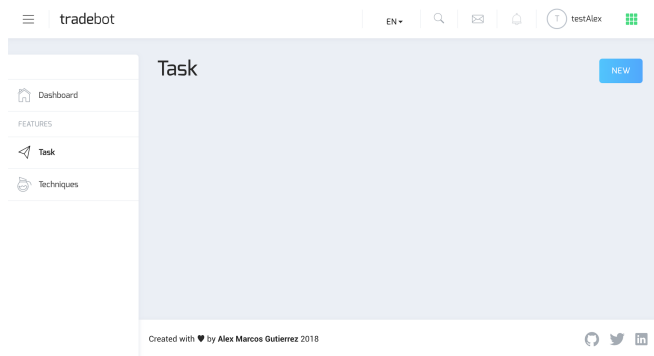 tradebot
EN
T testAlex
Task
NEW
Dashboard
FEATURES
Task
Techniques
Created with ♥ by Alex Marcos Gutierrez 2018